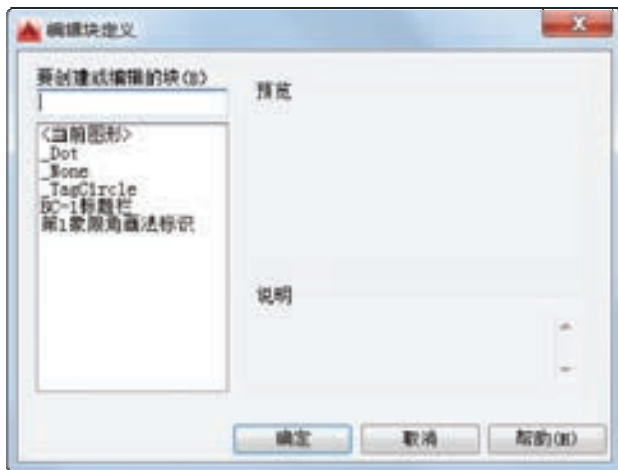 编辑块定义
要创建或编辑的块(B)
预览
<当前图形>
_Dot
_None
_TagCircle
BC-1标题栏
第1象限角画法标识
说明
确定
取消
帮助(H)